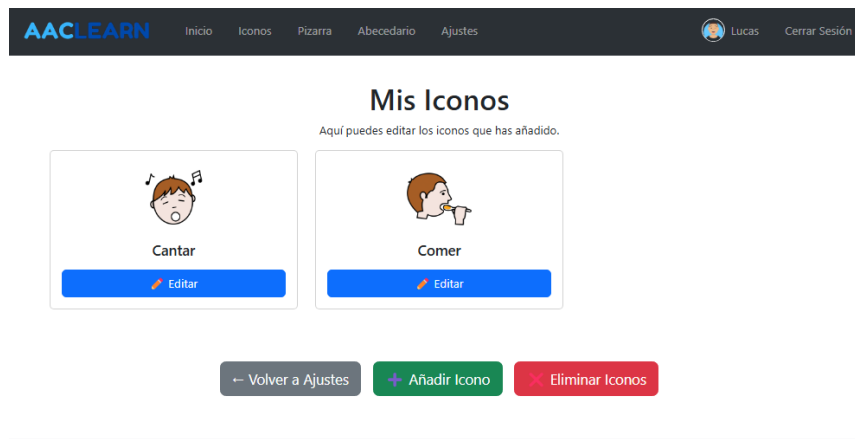 AACLEARN Inicio Iconos Pizarra Abecedario Ajustes Lucas Cerrar Sesión
Mis Iconos
Aquí puedes editar los iconos que has añadido.
Cantar Comer
Editar Editar
← Volver a Ajustes Añadir Icono Eliminar Iconos